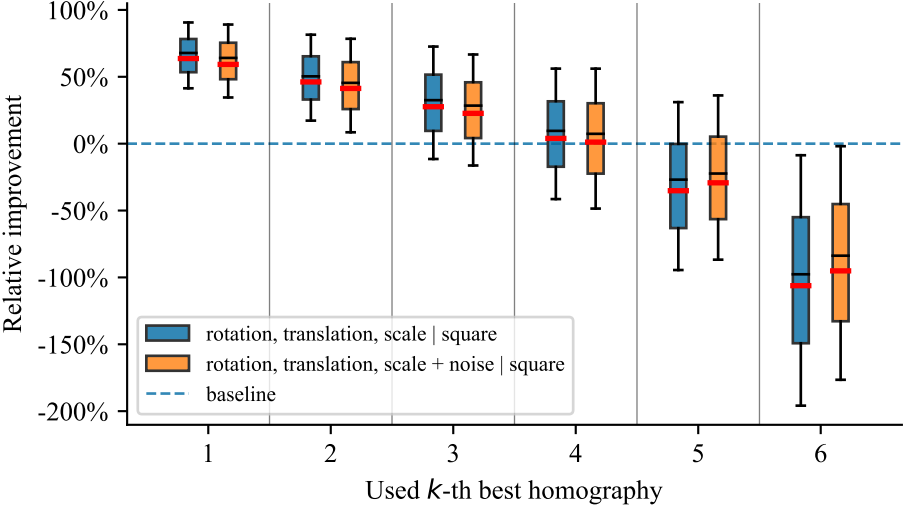 Relative improvement
100%
50%
0%
-50%
-100%
-150%
-200%
rotation, translation, scale | square
rotation, translation, scale + noise | square
baseline
1 2 3 4 5 6
Used k-th best homography